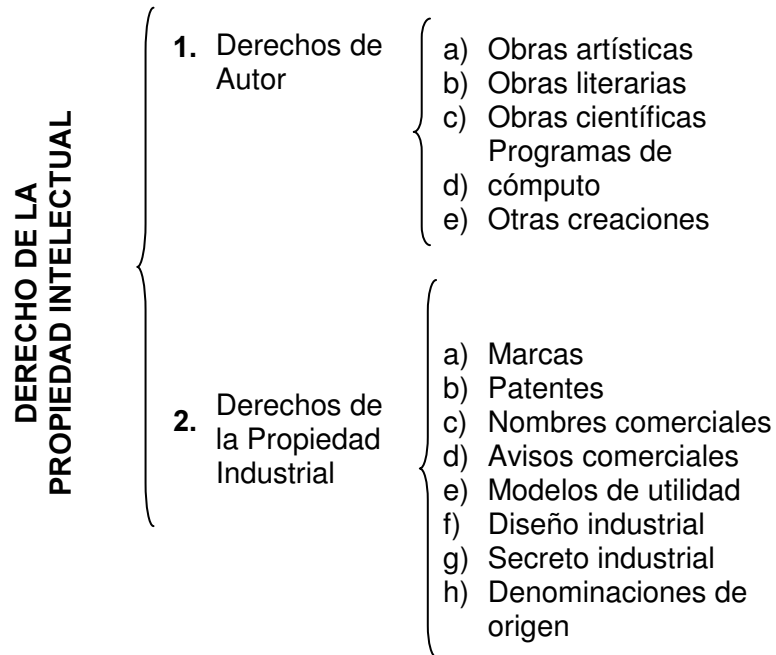 DERECHO DE LA
PROPIEDAD INTELECTUAL
1. Derechos de
Autor
a) Obras artísticas
b) Obras literarias
c) Obras científicas
Programas de
d) cómputo
e) Otras creaciones
2. Derechos de
la Propiedad
Industrial
a) Marcas
b) Patentes
c) Nombres comerciales
d) Avisos comerciales
e) Modelos de utilidad
f) Diseño industrial
g) Secreto industrial
h) Denominaciones de
origen